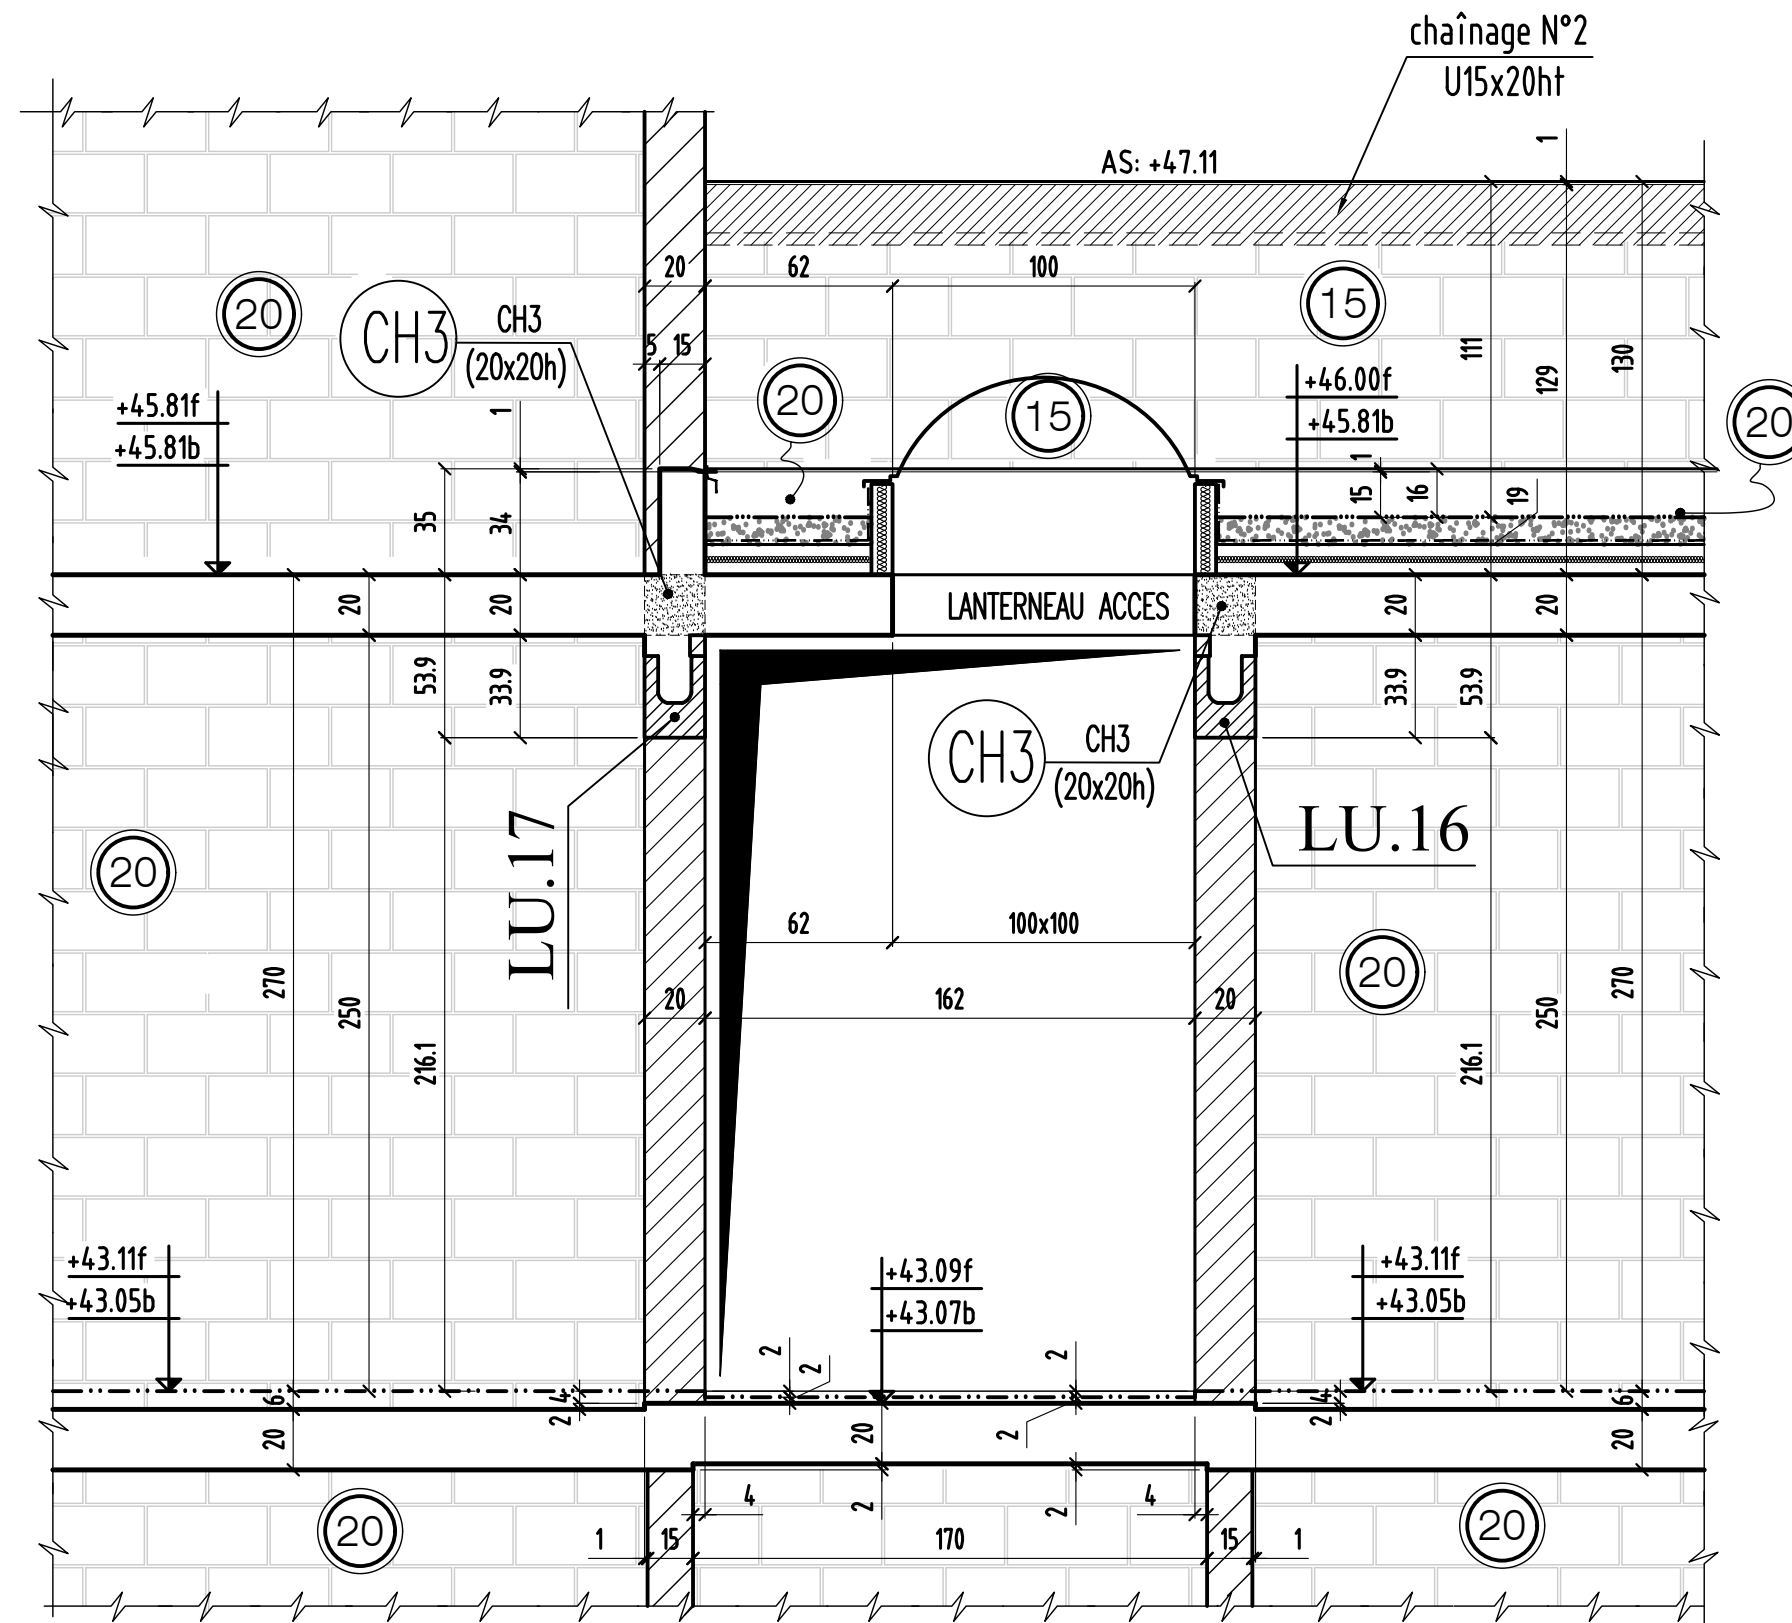 chaînage N°2
U15x20ht
1
AS: +47.11
20
62
100
20
CH3
CH3
(20x20h)
15
5
15
111
129
130
+45.81f
+45.81b
1
20
15
+46.00f
+45.81b
20
35
34
1
15
16
19
20
20
LANTERNEAU ACCES
20
20
53.9
33.9
33.9
53.9
CH3
CH3
(20x20h)
LU.17
LU.16
20
62
100x100
20
270
250
216.1
20
162
20
216.1
250
270
+43.11f
+43.05b
+43.09f
+43.07b
+43.11f
+43.05b
2
2
2
6
4
2
4
2
6
20
20
2
20
4
2
2
4
20
20
1
15
170
15
1